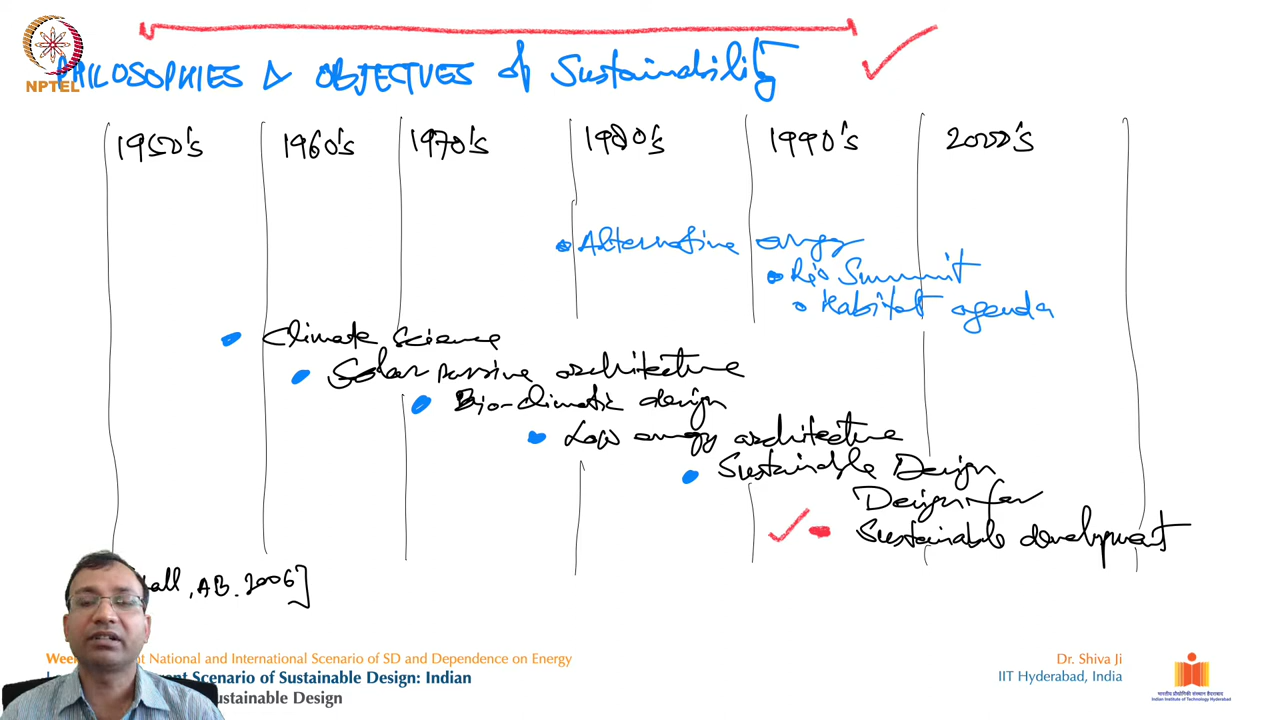 NPTEL
PHILOSOPHIES & OBJECTIVES of Sustainability
1950's 1960's 1970's 1980's 1990's 2000's
• Alternative energy
• Rio Summit
• Habitat agenda
• Climate Science
• Solar passive architecture
• Bio-climatic design
• Low energy architecture
• Sustainable Design
Design for
Sustainable development
, AB. 2006]
National and International Scenario of SD and Dependence on Energy
Scenario of Sustainable Design: Indian
ustainable Design
Dr. Shiva Ji
IIT Hyderabad, India